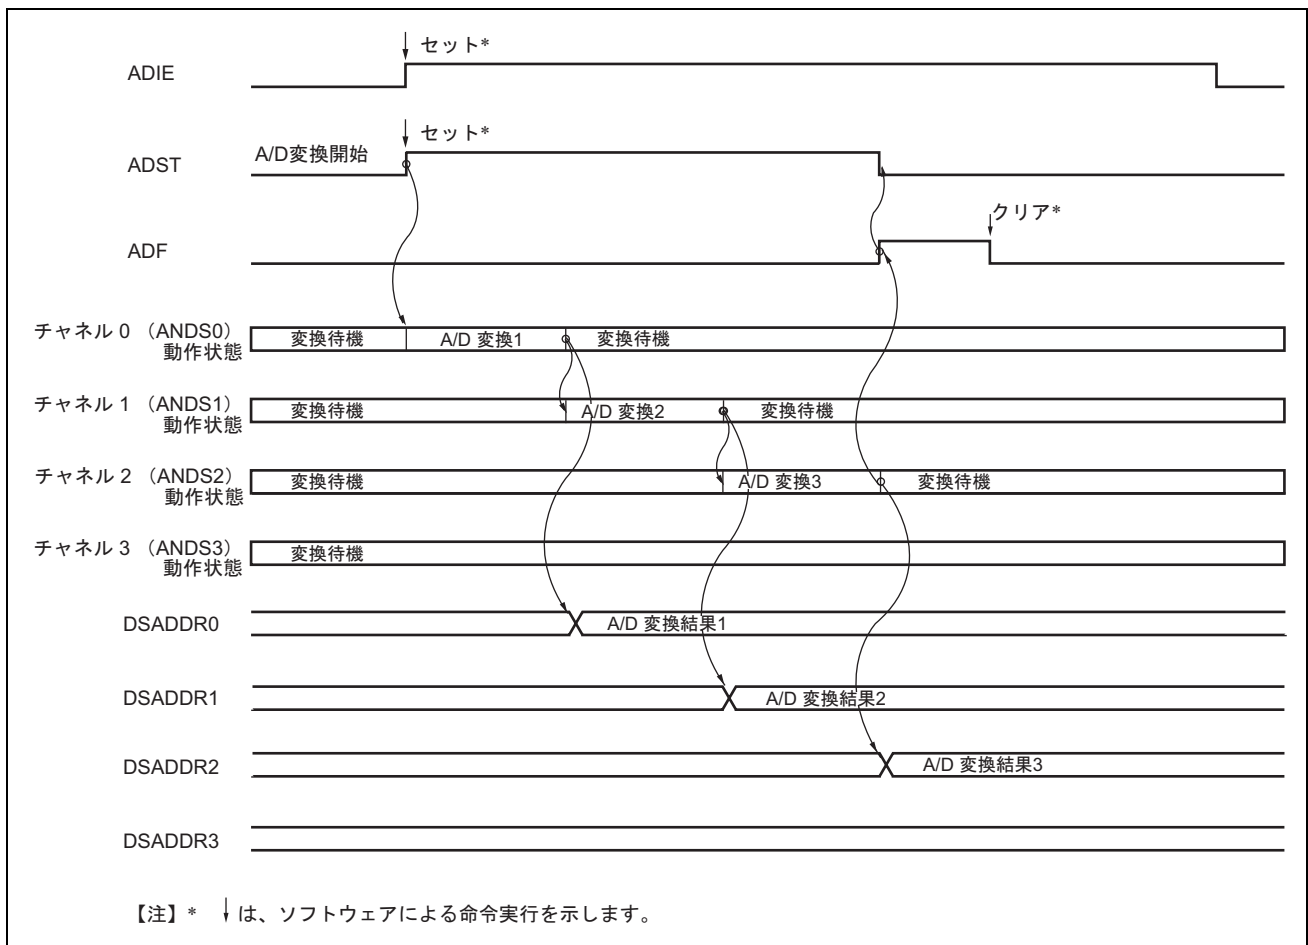 セット*
ADIE
セット*
A/D変換開始
ADST
クリア*
ADF
チャネル 0 （ANDS0）
動作状態
変換待機 A/D 変換1 変換待機
チャネル 1 （ANDS1）
動作状態
変換待機 A/D 変換2 変換待機
チャネル 2 （ANDS2）
動作状態
変換待機 A/D 変換3 変換待機
チャネル 3 （ANDS3）
動作状態
変換待機
DSADDR0 A/D 変換結果1
DSADDR1 A/D 変換結果2
DSADDR2 A/D 変換結果3
DSADDR3
【注】* ↓は、ソフトウェアによる命令実行を示します。